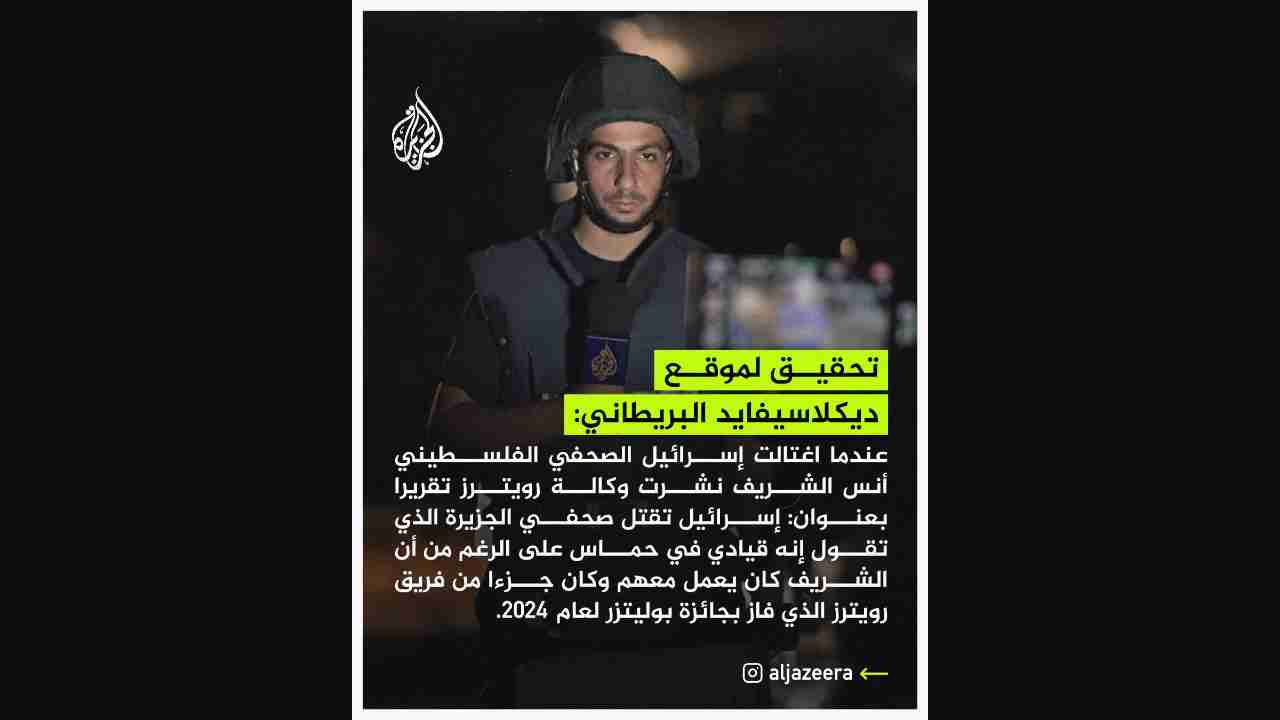 الجزيرة
تحقيق لموقع
ديكلاسيفايد البريطاني:
عندما اغتالت إسرائيل الصحفي الفلسطيني
أنس الشريف نشرت وكالة رويترز تقريرا
بعنوان: إسرائيل تقتل صحفي الجزيرة الذي
تقول إنه قيادي في حماس على الرغم من أن
الشريف كان يعمل معهم وكان جزءا من فريق
رويترز الذي فاز بجائزة بوليتزر لعام 2024.
aljazeera